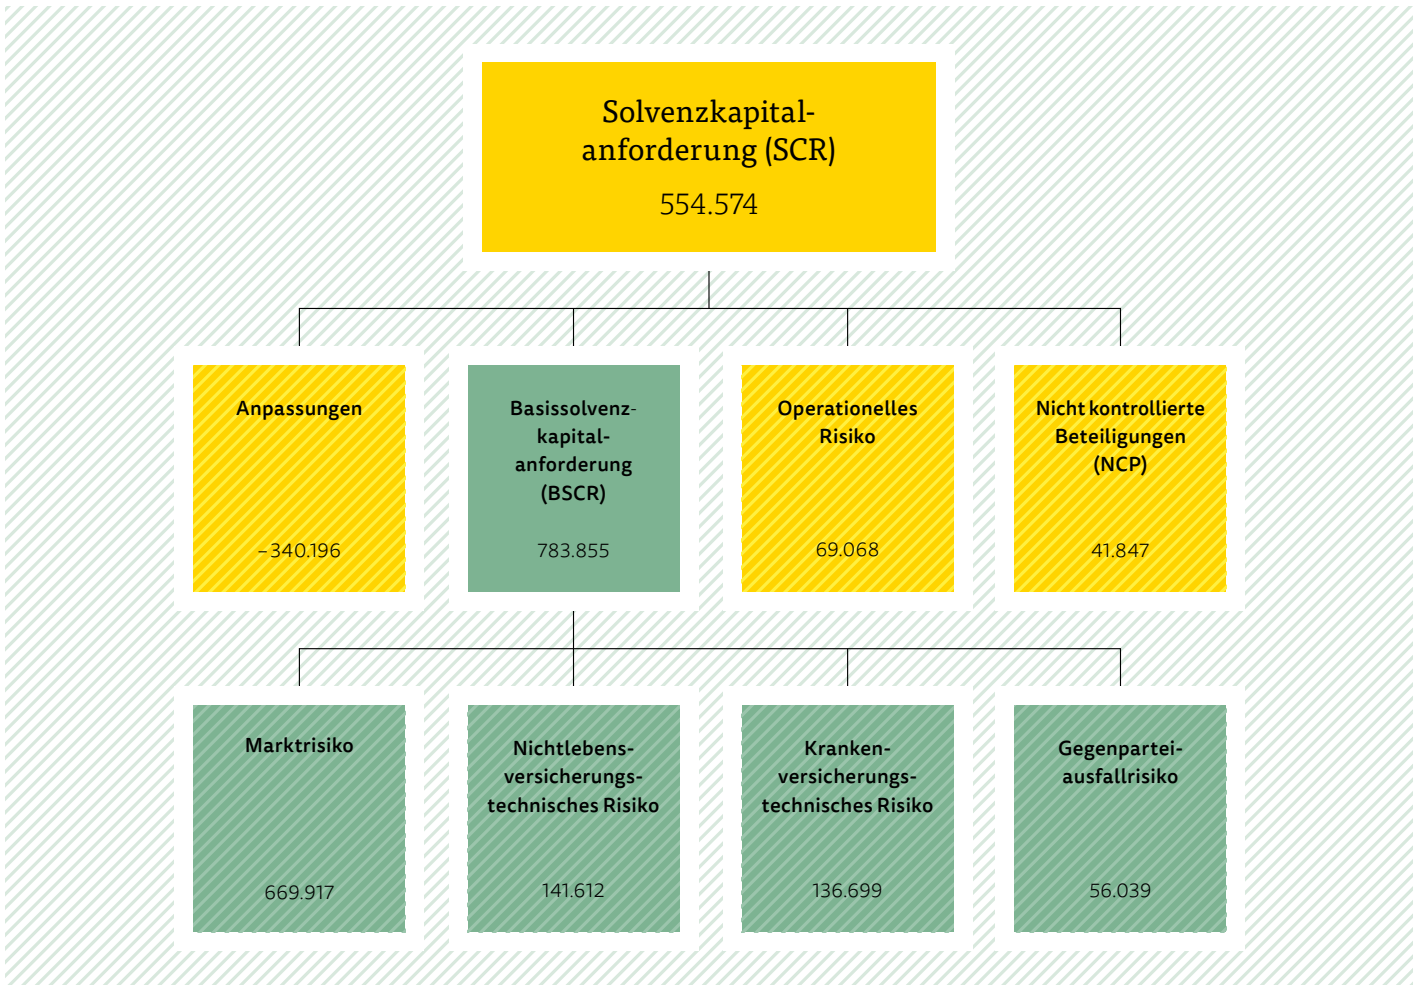 Solvenzkapital-
anforderung (SCR)
554.574
Anpassungen
–340.196
Basissolvenz-
kapital-
anforderung
(BSCR)
783.855
Operationelles
Risiko
69.068
Nicht kontrollierte
Beteiligungen
(NCP)
41.847
Marktrisiko
669.917
Nichtlebens-
versicherungs-
technisches Risiko
141.612
Kranken-
versicherungs-
technisches Risiko
136.699
Gegenpartei-
ausfallrisiko
56.039